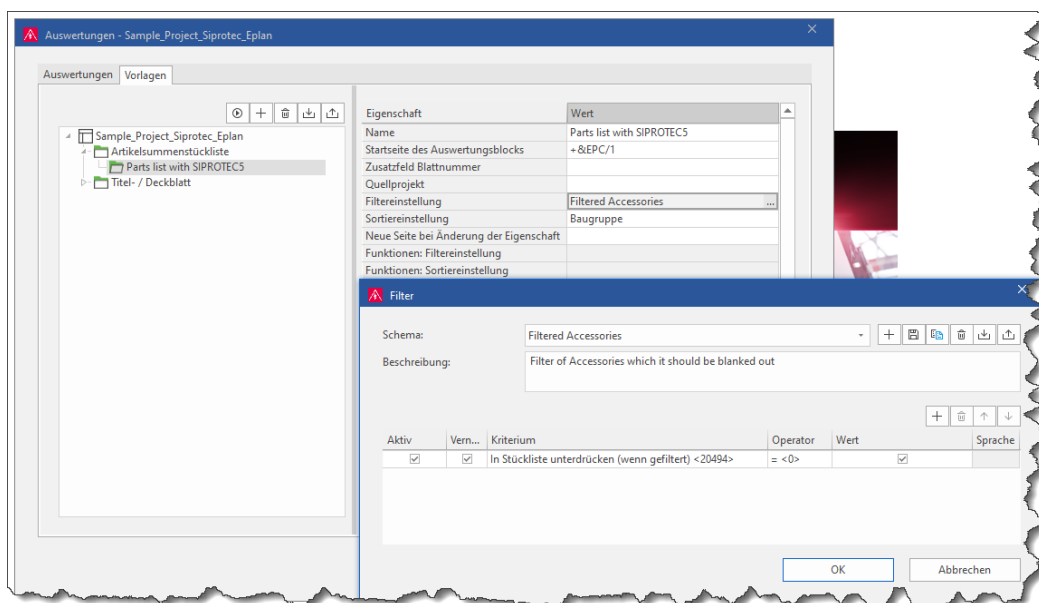 Auswertungen - Sample_Project_Siprotec_Eplan
Auswertungen Vorlagen
Sample_Project_Siprotec_Eplan
Artikelsummenstückliste
Parts list with SIPROTEC5
Titel- / Deckblatt
Eigenschaft Wert
Name Parts list with SIPROTEC5
Startseite des Auswertungsblocks +&EPC/1
Zusatzfeld Blattnummer
Quellprojekt
Filtereinstellung Filtered Accessories ...
Sortiereinstellung Baugruppe
Neue Seite bei Änderung der Eigenschaft
Funktionen: Filtereinstellung
Funktionen: Sortiereinstellung
Filter
Schema: Filtered Accessories
Beschreibung: Filter of Accessories which it should be blanked out
Aktiv Vern... Kriterium Operator Wert Sprache
In Stückliste unterdrücken (wenn gefiltert) <20494> = <0>
OK Abbrechen